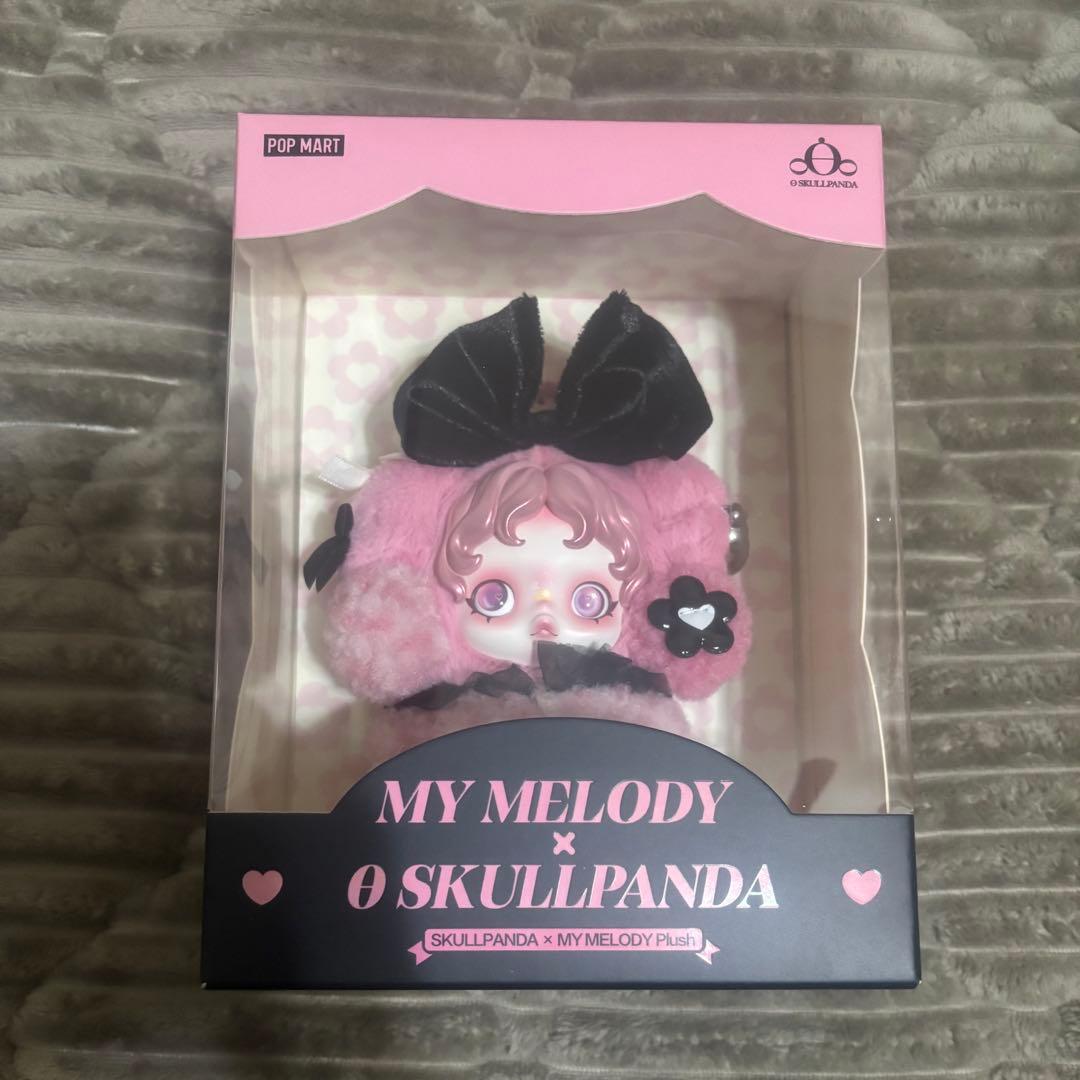 POP MART
θ SKULLPANDA
MY MELODY
×
θ SKULLPANDA
SKULLPANDA × MY MELODY Plush